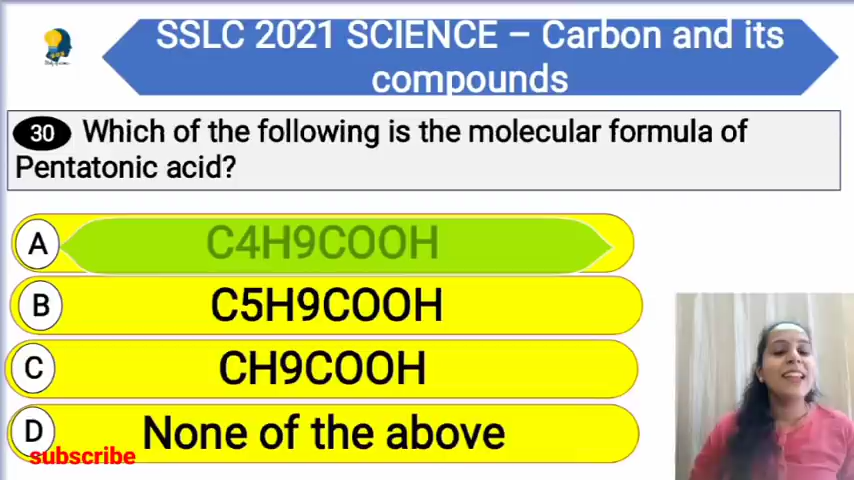 SSLC 2021 SCIENCE – Carbon and its
compounds
30 Which of the following is the molecular formula of
Pentatonic acid?
A C4H9COOH
B C5H9COOH
C CH9COOH
D None of the above
subscribe